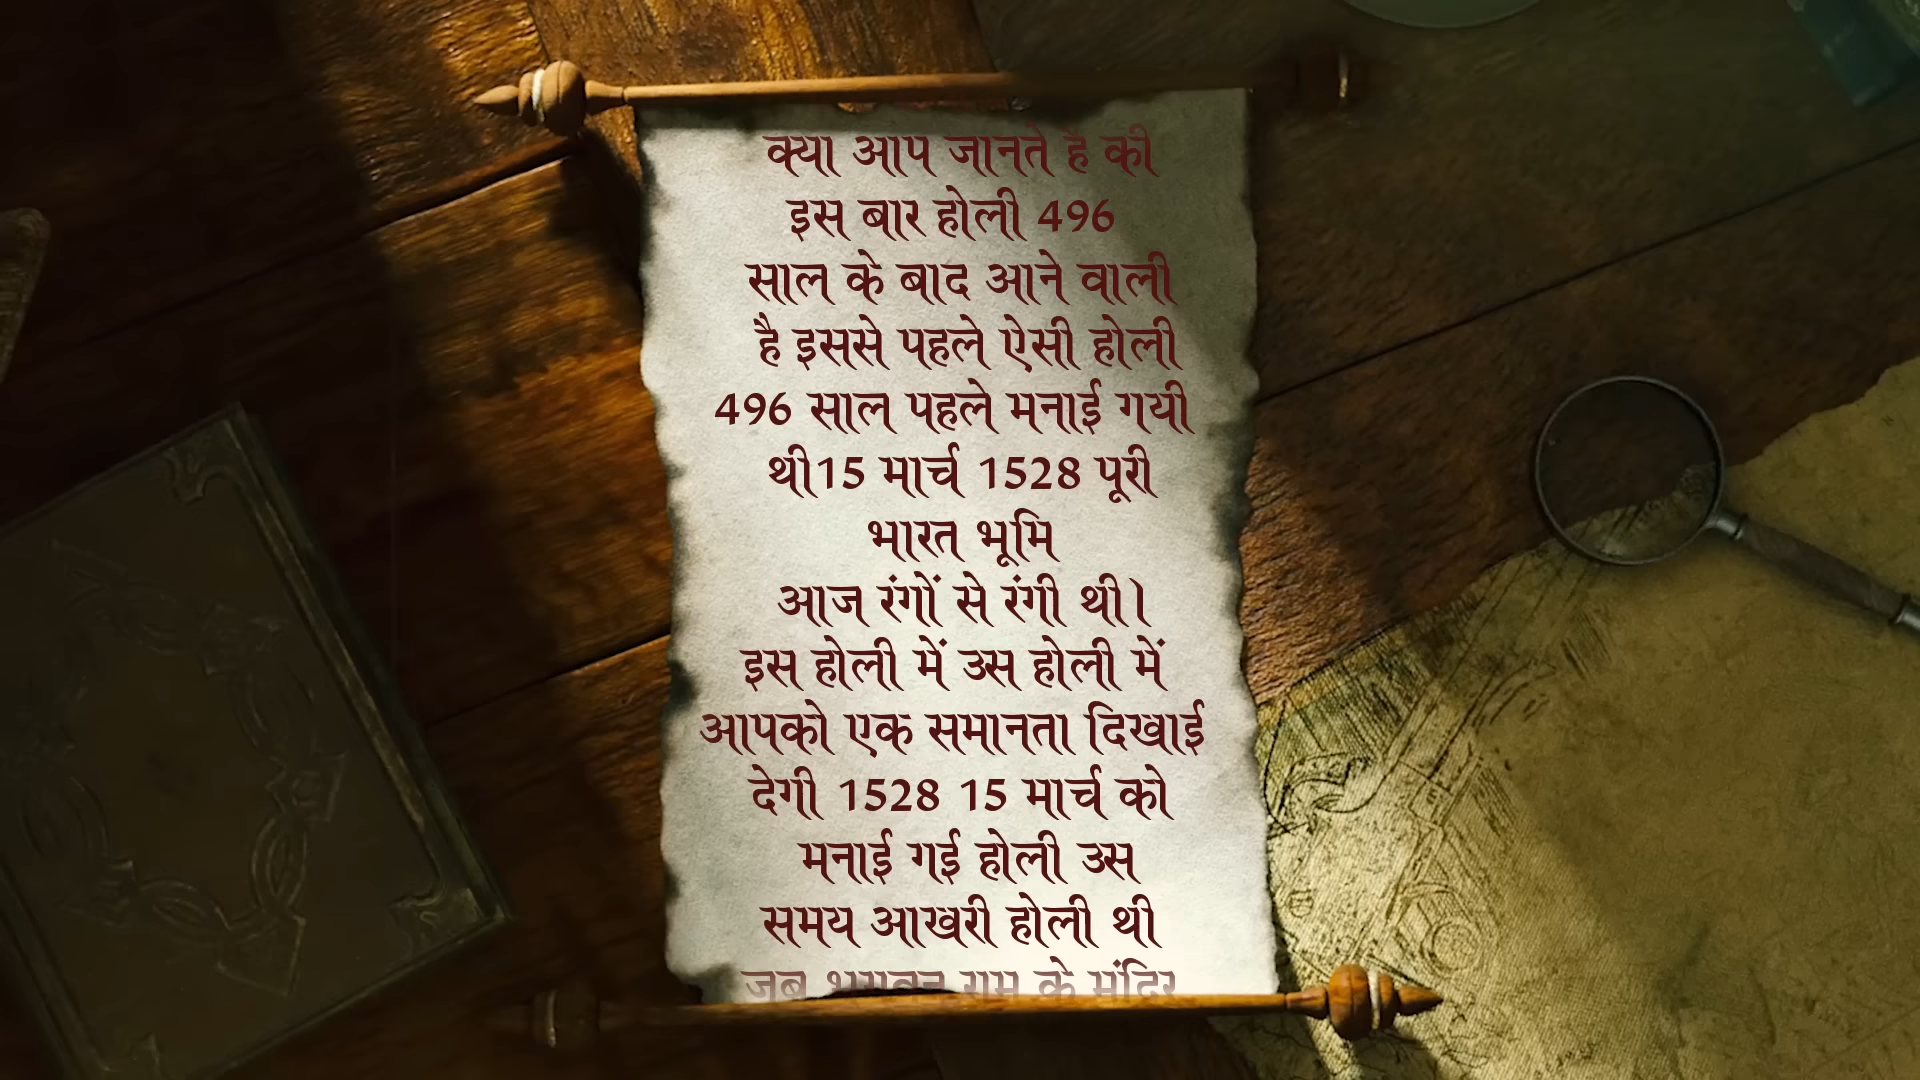 क्या आप जानते है की
इस बार होली 496
साल के बाद आने वाली
है इससे पहले ऐसी होली
496 साल पहले मनाई गयी
थी15 मार्च 1528 पूरी
भारत भूमि
आज रंगों से रंगी थी।
इस होली में उस होली में
आपको एक समानता दिखाई
देगी 1528 15 मार्च को
मनाई गई होली उस
समय आखरी होली थी
जब राम के मंदिर